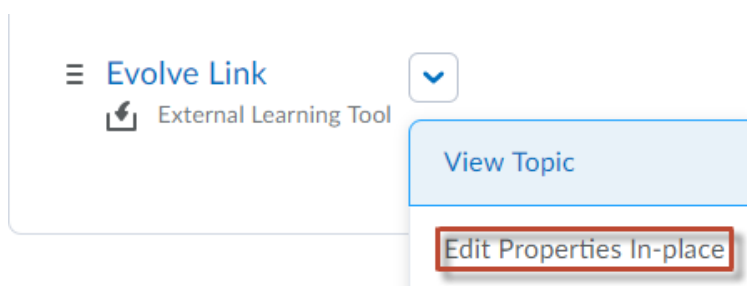 Evolve Link
External Learning Tool
View Topic
Edit Properties In-place